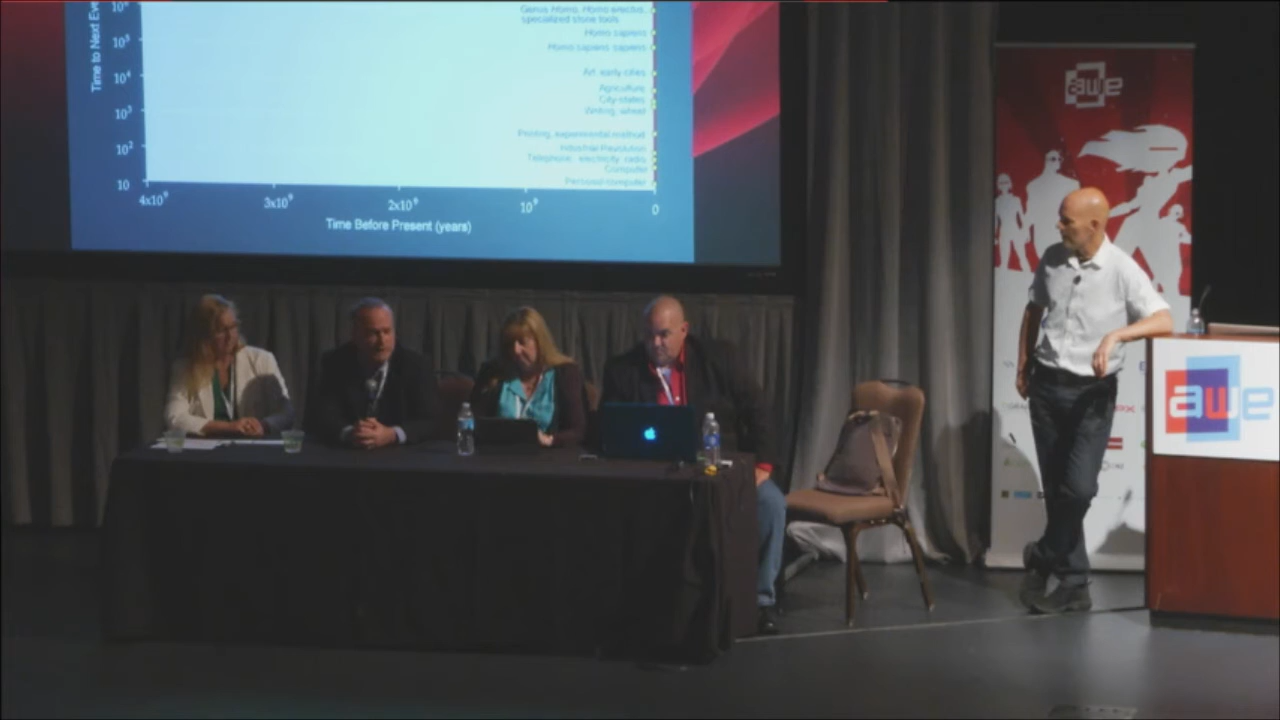 Time to Next Eve
10⁶
10⁵
10⁴
10³
10²
10
Genus Homo, Homo erectus,
specialized stone tools
Homo sapiens
Homo sapiens sapiens
Art, early cities
Agriculture
City-states
Writing, wheel
Printing, experimental method
Industrial Revolution
Telephone, electricity, radio
Computer
Personal computer
4x10⁹
3x10⁹
2x10⁹
10⁹
0
Time Before Present (years)
awe
awe